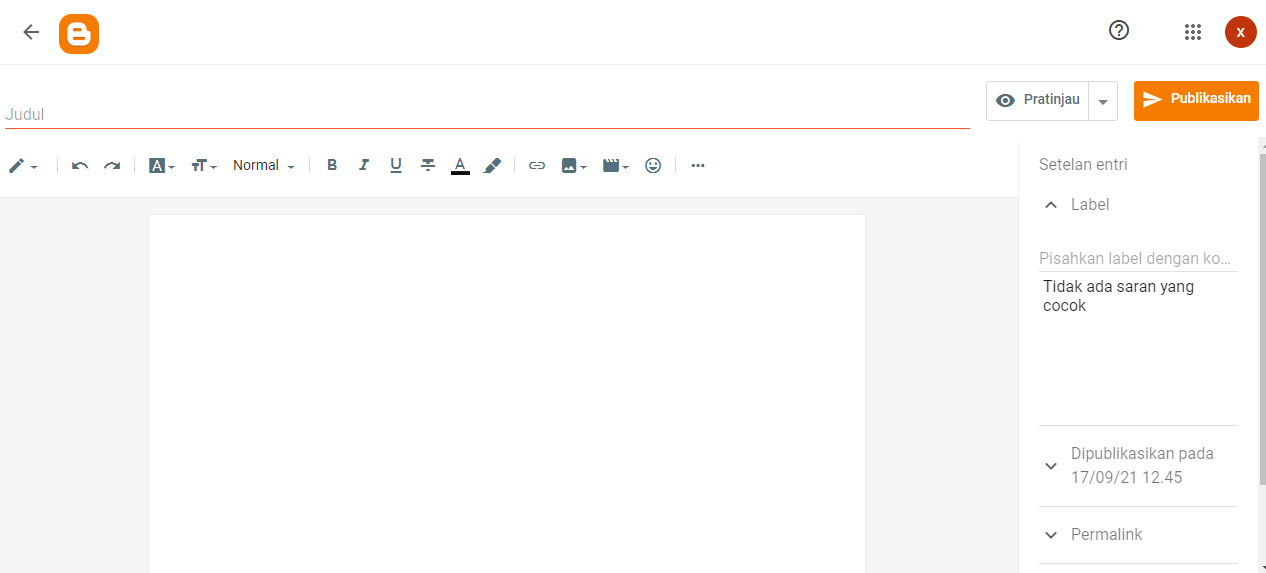 X
Judul
Pratinjau
Publikasikan
Normal
B I U A
Setelan entri
Label
Pisahkan label dengan ko...
Tidak ada saran yang
cocok
Dipublikasikan pada
17/09/21 12.45
Permalink